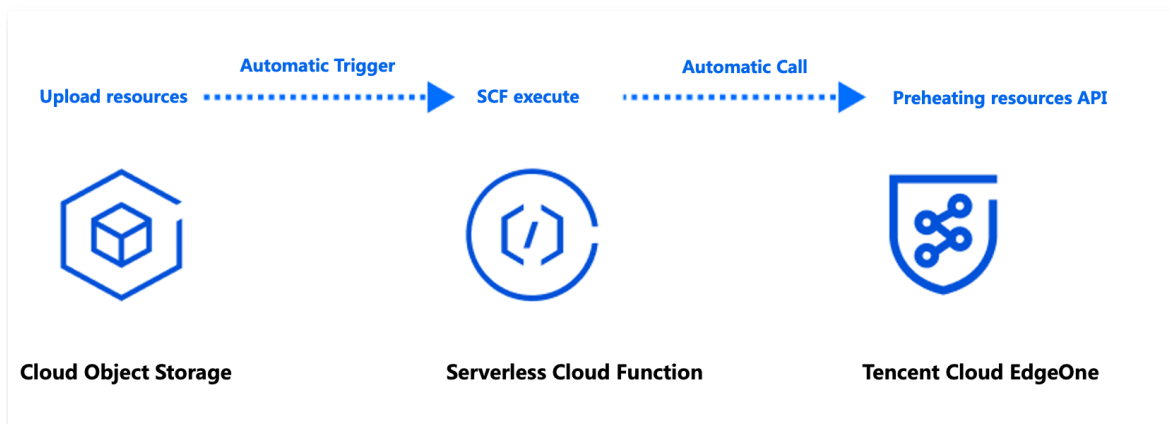 Automatic Trigger
Automatic Call
Upload resources
SCF execute
Preheating resources API
Cloud Object Storage
Serverless Cloud Function
Tencent Cloud EdgeOne